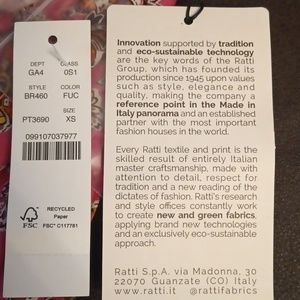 DEPT CLASS
GA4 0S1
STYLE COLOR
BR460 FUC
SIZE
PT3690 XS
099107037977
RECYCLED
Paper
FSC FSC® C117781
Innovation supported by tradition
and eco-sustainable technology
are the key words of the Ratti
Group, which has founded its
production since 1945 upon values
such as style, elegance and
quality, making the company a
reference point in the Made in
Italy panorama and an established
partner with the most important
fashion houses in the world.
Every Ratti textile and print is the
skilled result of entirely Italian
master craftsmanship, made with
attention to detail, respect for
tradition and a new reading of the
dictates of fashion. Ratti's research
and style offices constantly work
to create new and green fabrics,
applying brand new technologies
and an exclusively eco-sustainable
approach.
Ratti S.p.A. via Madonna, 30
22070 Guanzate (CO) Italy
www.ratti.it @rattifabrics